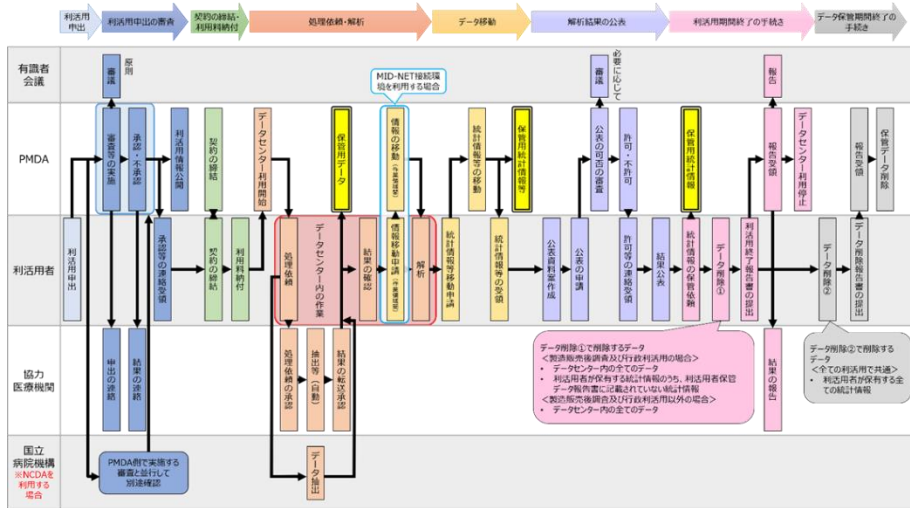 利活用
申出
利活用申出の審査
契約の締結・
利用料納付
処理依頼・解析
データ移動
解析結果の公表
利活用期間終了の手続き
データ保管期間終了の
手続き
有識者
会議
審議
原則
MID-NET接続環
境を利用する場合
審議
必要に応じて
報告
PMDA
審査等の実施
承認・不承認
利活用情報公開
契約の締結
データセンター利用開始
保管用データ
情報の移動
(作業領域間)
統計情報等の移動
保管用統計情報等
公表の可否の審査
許可・不許可
保管用統計情報
報告受領
データセンター利用停止
報告受領
保管データ削除
利活用者
利活用申出
承認等の連絡受領
契約の締結
利用料納付
処理依頼
データセンター内の作業
結果の確認
情報移動申請
(作業領域間)
解析
統計情報等移動申請
統計情報等の受領
公表資料案作成
公表の申請
許可等の連絡受領
結果公表
統計情報の保管依頼
データ削除①
利活用終了報告書の提出
データ削除②
データ削除報告書の提出
協力
医療機関
申出の連絡
結果の連絡
処理依頼の承認
抽出等(自動)
結果の転送承認
データ削除①で削除するデータ
<製造販売後調査及び行政利活用の場合>
・ データセンター内の全てのデータ
・ 利活用者が保有する統計情報のうち、利活用者保管
データ報告書に記載されていない統計情報
<製造販売後調査及び行政利活用以外の場合>
・ データセンター内の全てのデータ
結果の報告
データ削除②で削除する
データ
<全ての利活用で共通>
・ 利活用者が保有する全
ての統計情報
国立
病院機構
※NCDAを
利用する
場合
PMDA側で実施する
審査と並行して
別途確認
データ抽出